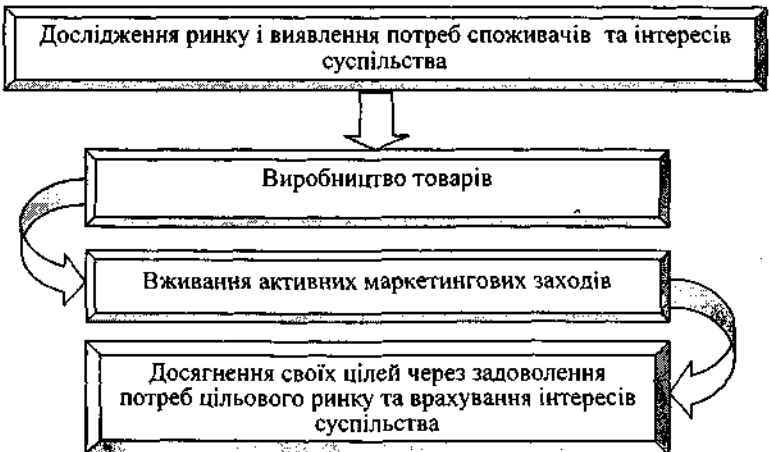 Дослідження ринку і виявлення потреб споживачів та інтересів
суспільства
Виробництво товарів
Вживання активних маркетингових заходів
Досягнення своїх цілей через задоволення
потреб цільового ринку та врахування інтересів
суспільства